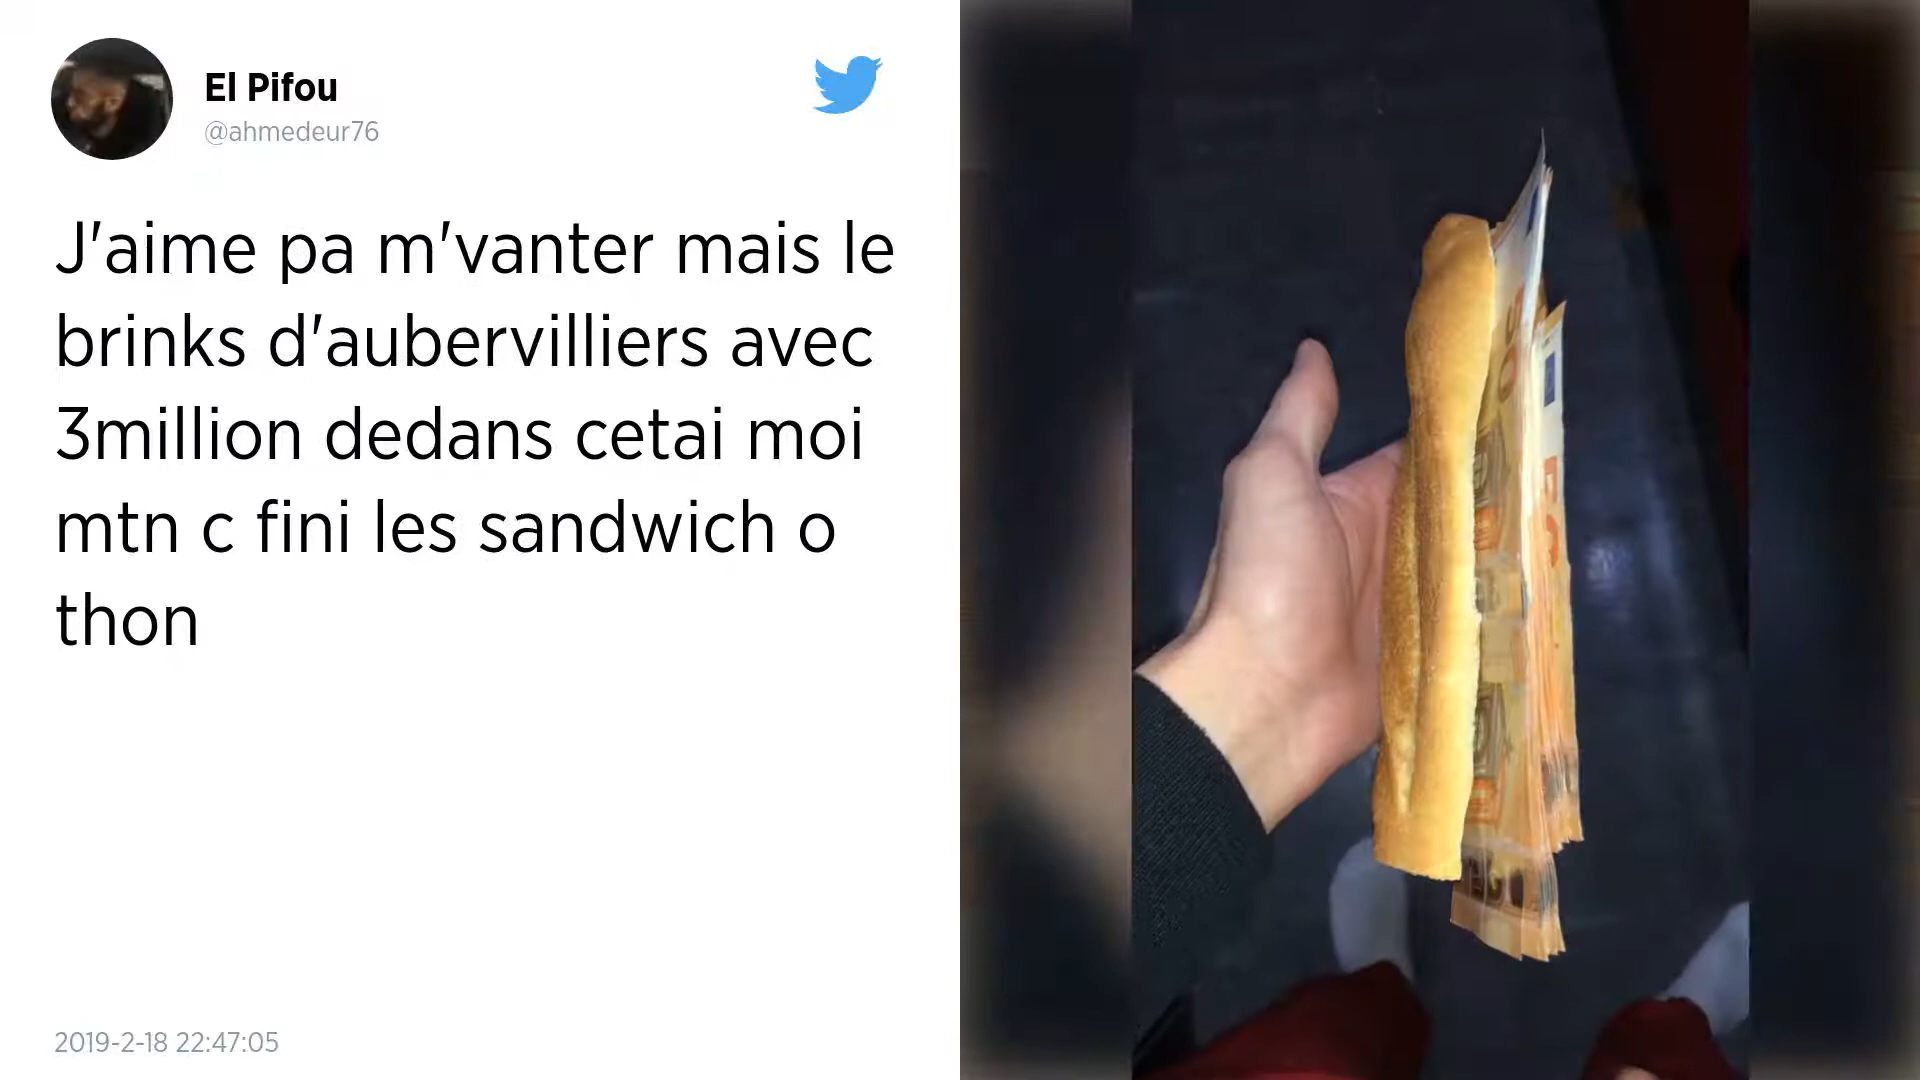 El Pifou
@ahmedeur76
J'aime pa m'vanter mais le
brinks d'aubervilliers avec
3million dedans cetai moi
mtn c fini les sandwich o
thon
2019-2-18 22:47:05